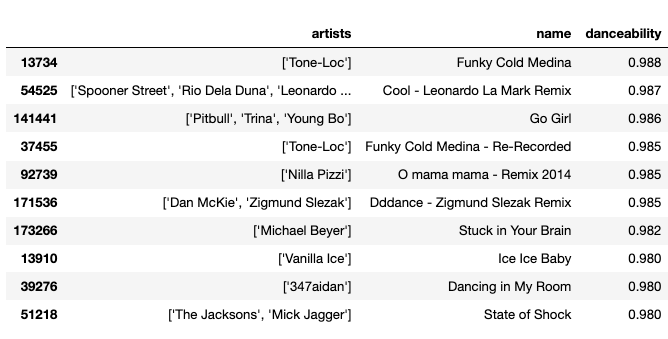 artists name danceability
13734 ['Tone-Loc'] Funky Cold Medina 0.988
54525 ['Spooner Street', 'Rio Dela Duna', 'Leonardo ... Cool - Leonardo La Mark Remix 0.987
141441 ['Pitbull', 'Trina', 'Young Bo'] Go Girl 0.986
37455 ['Tone-Loc'] Funky Cold Medina - Re-Recorded 0.985
92739 ['Nilla Pizzi'] O mama mama - Remix 2014 0.985
171536 ['Dan McKie', 'Zigmund Slezak'] Dddance - Zigmund Slezak Remix 0.985
173266 ['Michael Beyer'] Stuck in Your Brain 0.982
13910 ['Vanilla Ice'] Ice Ice Baby 0.980
39276 ['347aidan'] Dancing in My Room 0.980
51218 ['The Jacksons', 'Mick Jagger'] State of Shock 0.980